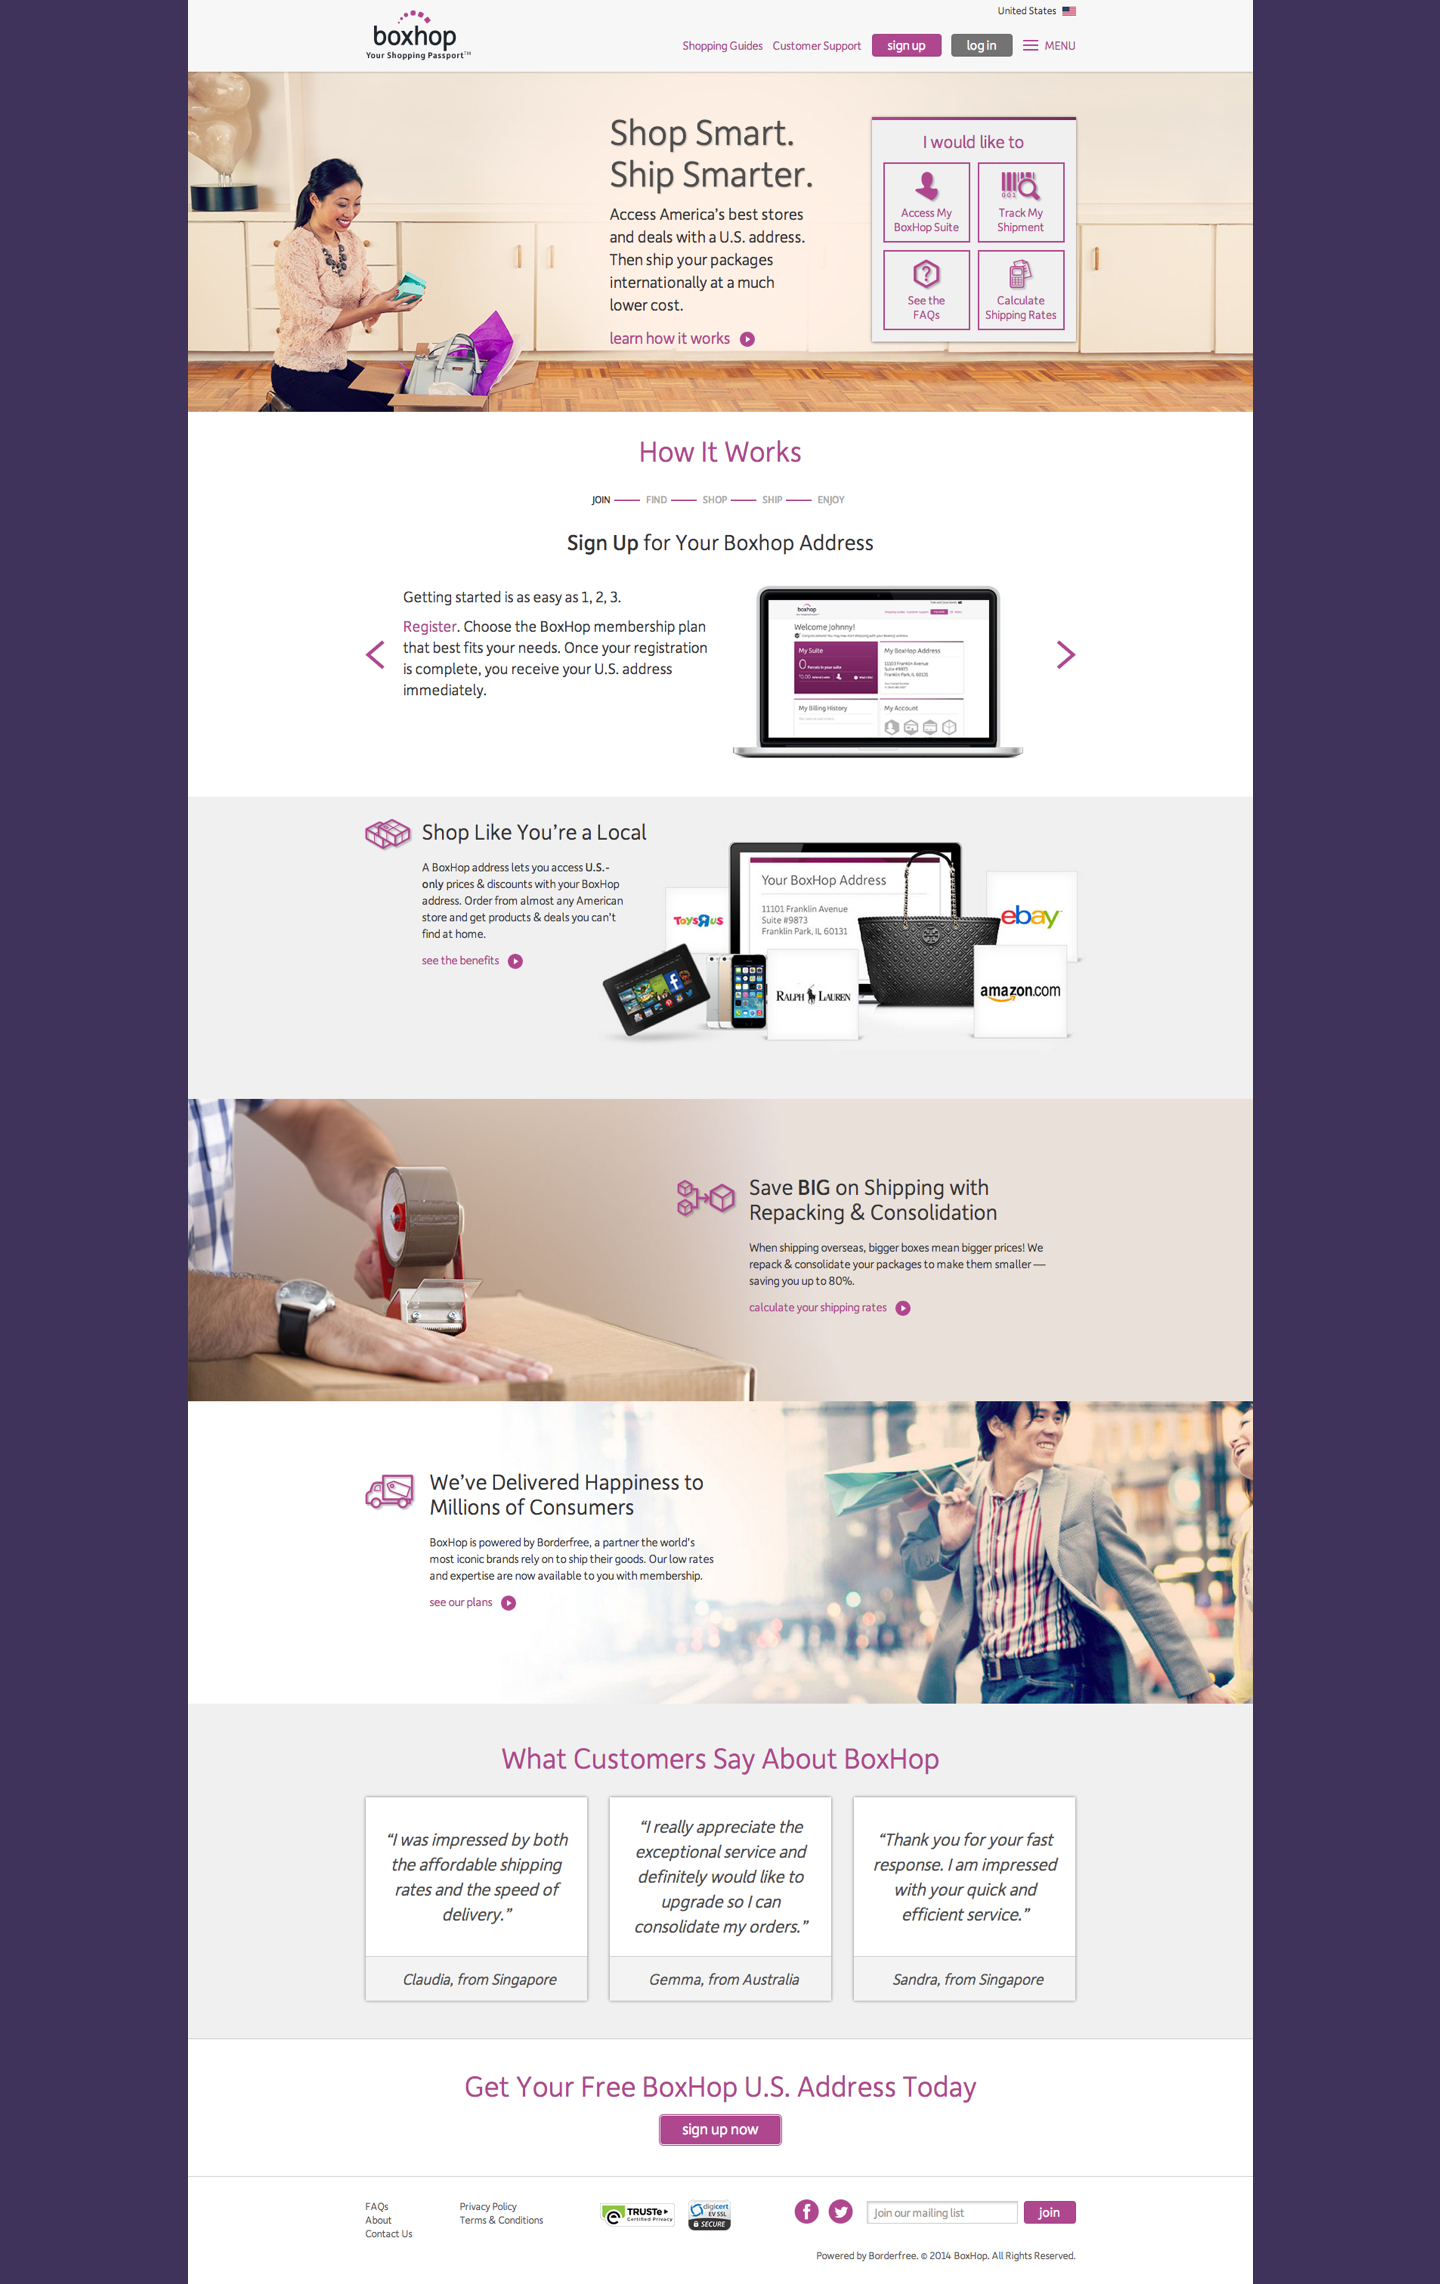 United States
boxhop
Your Shopping Passport™
Shopping Guides
Customer Support
sign up
log in
MENU
Shop Smart.
Ship Smarter.
Access America's best stores
and deals with a U.S. address.
Then ship your packages
internationally at a much
lower cost.
learn how it works
I would like to
Access My
BoxHop Suite
Track My
Shipment
See the
FAQs
Calculate
Shipping Rates
How It Works
JOIN
FIND
SHOP
SHIP
ENJOY
Sign Up for Your Boxhop Address
Getting started is as easy as 1, 2, 3.
Register. Choose the BoxHop membership plan
that best fits your needs. Once your registration
is complete, you receive your U.S. address
immediately.
boxhop
Welcome Johnny!
My Suite
0 Parcels in your suite
My BoxHop Address
11101 Franklin Avenue
Suite #9873
Franklin Park, IL 60131
My Billing History
My Account
Shop Like You're a Local
A BoxHop address lets you access U.S.-
only prices & discounts with your BoxHop
address. Order from almost any American
store and get products & deals you can't
find at home.
see the benefits
Your BoxHop Address
11101 Franklin Avenue
Suite #9873
Franklin Park, IL 60131
TOYSRUS
ebay
RALPH LAUREN
amazon.com
Save BIG on Shipping with
Repacking & Consolidation
When shipping overseas, bigger boxes mean bigger prices! We
repack & consolidate your packages to make them smaller —
saving you up to 80%.
calculate your shipping rates
We've Delivered Happiness to
Millions of Consumers
BoxHop is powered by Borderfree, a partner the world's
most iconic brands rely on to ship their goods. Our low rates
and expertise are now available to you with membership.
see our plans
What Customers Say About BoxHop
“I was impressed by both
the affordable shipping
rates and the speed of
delivery.”
Claudia, from Singapore
“I really appreciate the
exceptional service and
definitely would like to
upgrade so I can
consolidate my orders.”
Gemma, from Australia
“Thank you for your fast
response. I am impressed
with your quick and
efficient service.”
Sandra, from Singapore
Get Your Free BoxHop U.S. Address Today
sign up now
FAQs
About
Contact Us
Privacy Policy
Terms & Conditions
TRUSTe
Certified Privacy
digicert
EV SSL
SECURE
Join our mailing list
join
Powered by Borderfree. © 2014 BoxHop. All Rights Reserved.